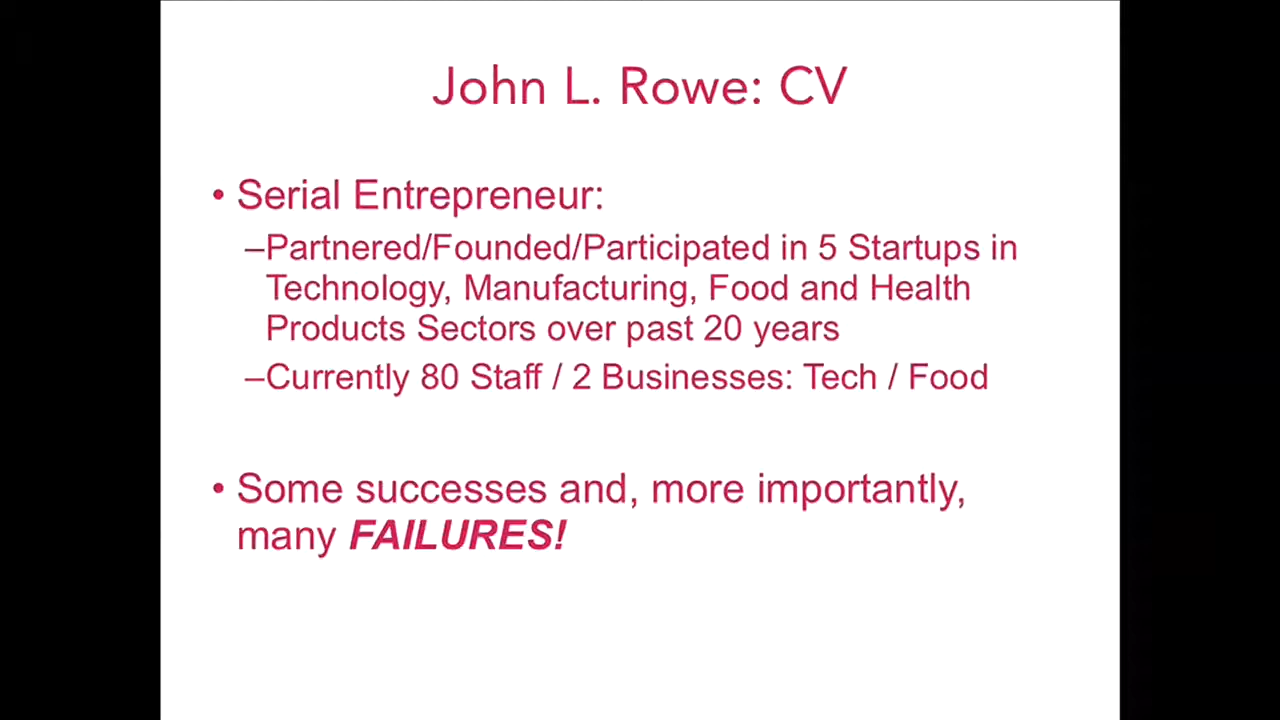 John L. Rowe: CV
• Serial Entrepreneur:
–Partnered/Founded/Participated in 5 Startups in
Technology, Manufacturing, Food and Health
Products Sectors over past 20 years
–Currently 80 Staff / 2 Businesses: Tech / Food
• Some successes and, more importantly,
many FAILURES!